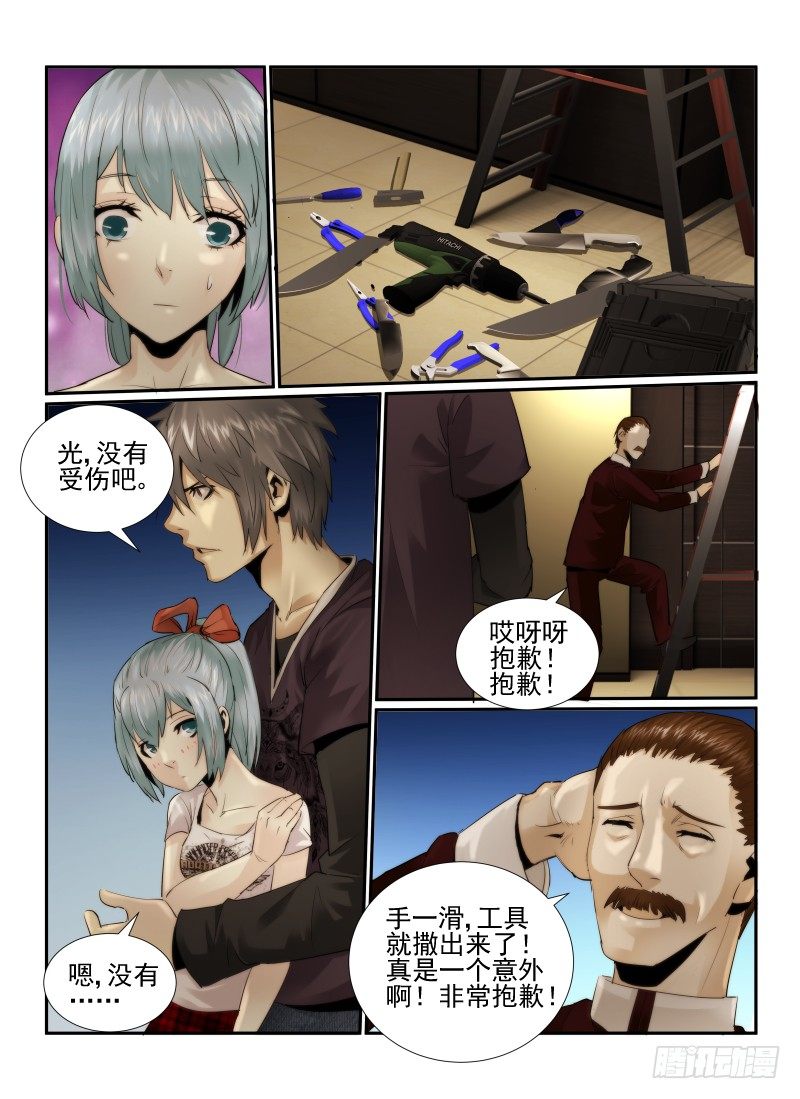 HITACHI
光,没有
受伤吧。
哎呀呀
抱歉！
抱歉！
嗯,没有
……
手一滑,工具
就撒出来了！
真是一个意外
啊！非常抱歉！
腾讯动漫